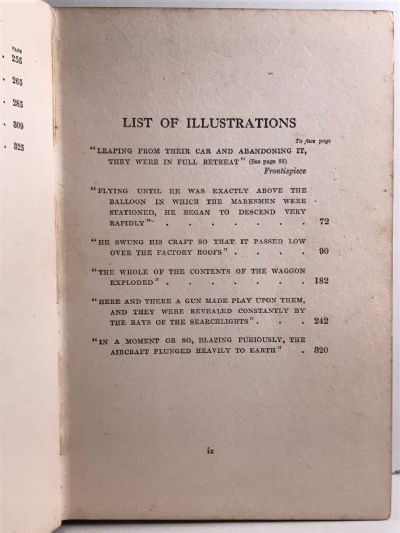 PAGE
. 255
. 265
. 285
. 309
. 325
LIST OF ILLUSTRATIONS
To face page
"LEAPING FROM THEIR CAR AND ABANDONING IT,
THEY WERE IN FULL RETREAT" (See page 88)
Frontispiece
"FLYING UNTIL HE WAS EXACTLY ABOVE THE
BALLOON IN WHICH THE MARKSMEN WERE
STATIONED, HE BEGAN TO DESCEND VERY
RAPIDLY" . . . . . . 72
"HE SWUNG HIS CRAFT SO THAT IT PASSED LOW
OVER THE FACTORY ROOFS" . . . . 90
"THE WHOLE OF THE CONTENTS OF THE WAGGON
EXPLODED" . . . . . . 182
"HERE AND THERE A GUN MADE PLAY UPON THEM,
AND THEY WERE REVEALED CONSTANTLY BY
THE RAYS OF THE SEARCHLIGHTS" . . . 242
"IN A MOMENT OR SO, BLAZING FURIOUSLY, THE
AIRCRAFT PLUNGED HEAVILY TO EARTH" . 320
ix